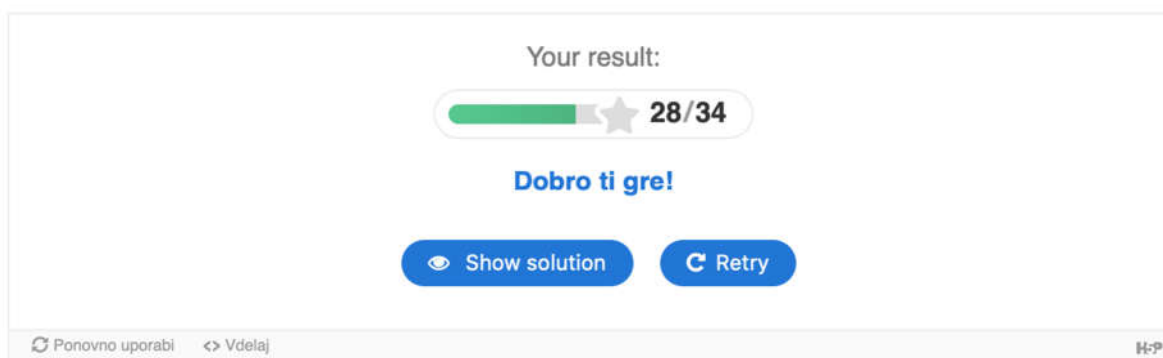 Your result:
28/34
Dobro ti gre!
Show solution Retry
Ponovno uporabi <> Vdelaj H5P